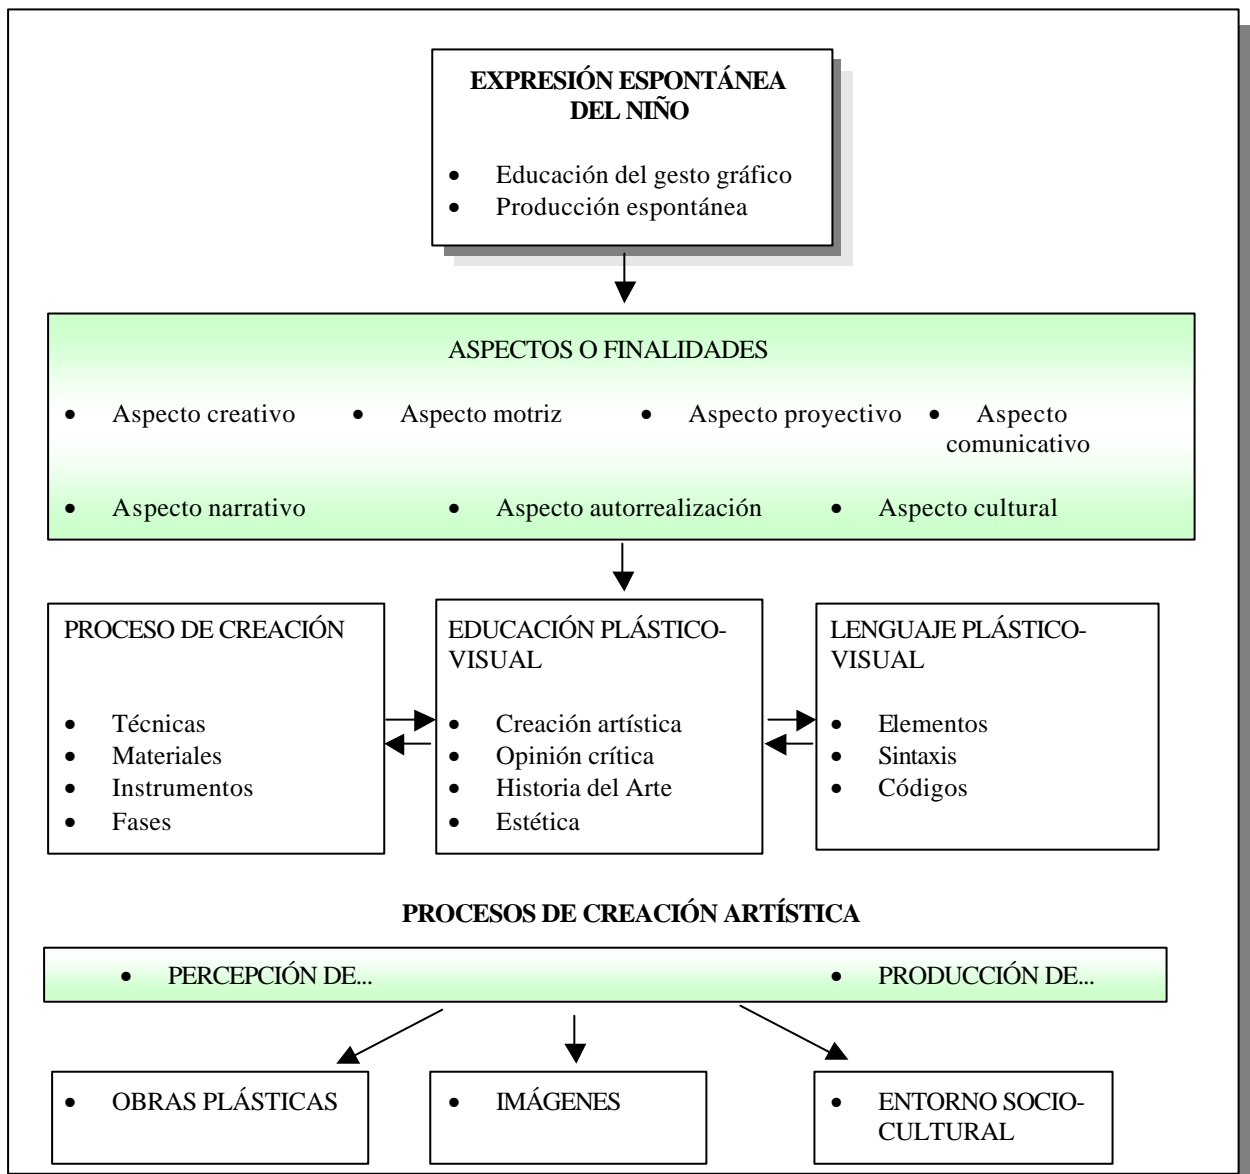 EXPRESIÓN ESPONTÁNEA
DEL NIÑO
• Educación del gesto gráfico
• Producción espontánea
ASPECTOS O FINALIDADES
• Aspecto creativo • Aspecto motriz • Aspecto proyectivo • Aspecto
comunicativo
• Aspecto narrativo • Aspecto autorrealización • Aspecto cultural
PROCESO DE CREACIÓN
• Técnicas
• Materiales
• Instrumentos
• Fases
EDUCACIÓN PLÁSTICO-
VISUAL
• Creación artística
• Opinión crítica
• Historia del Arte
• Estética
LENGUAJE PLÁSTICO-
VISUAL
• Elementos
• Sintaxis
• Códigos
PROCESOS DE CREACIÓN ARTÍSTICA
• PERCEPCIÓN DE... • PRODUCCIÓN DE...
• OBRAS PLÁSTICAS
• IMÁGENES
• ENTORNO SOCIO-
CULTURAL